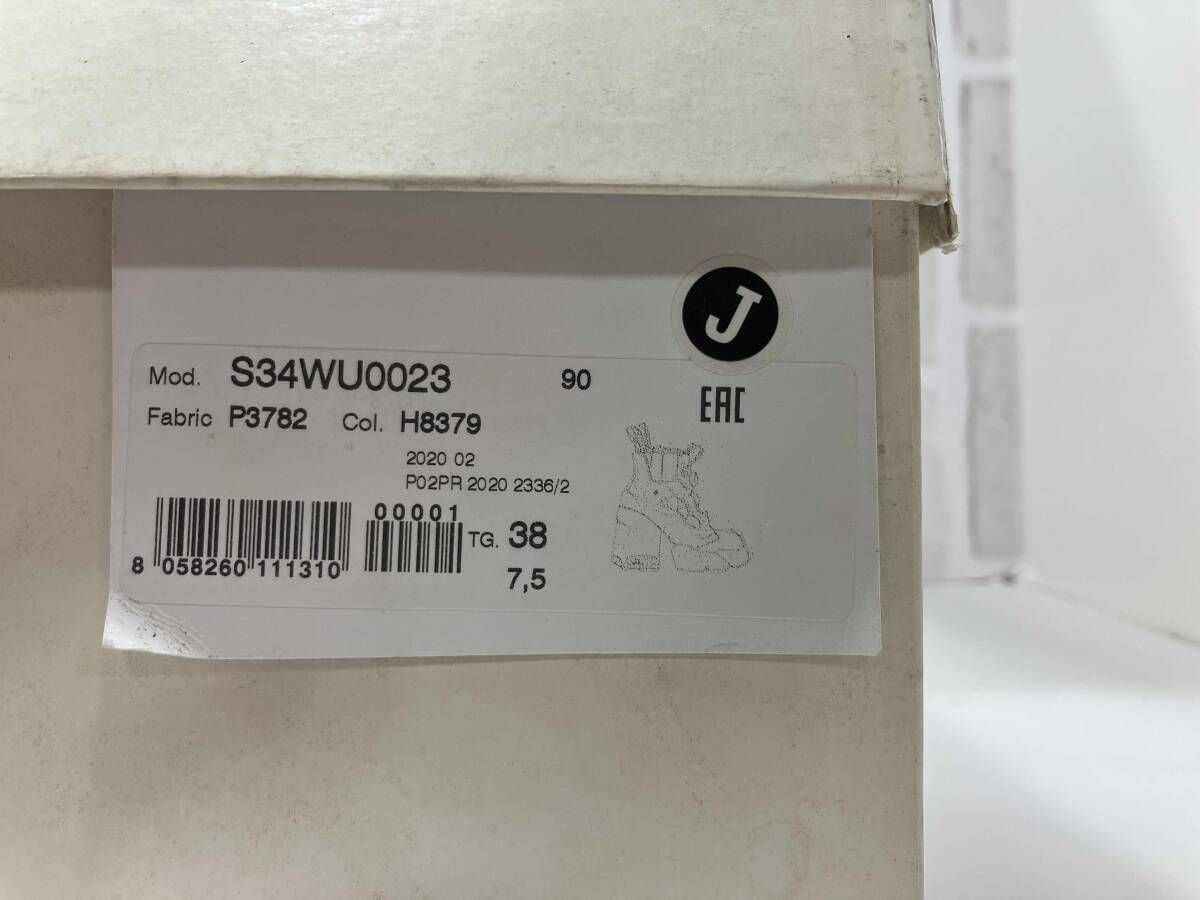 J
EAC
Mod. S34WU0023 90
Fabric P3782 Col. H8379
2020 02
P02PR 2020 2336/2
00001
TG. 38
8 058260 111310
7,5